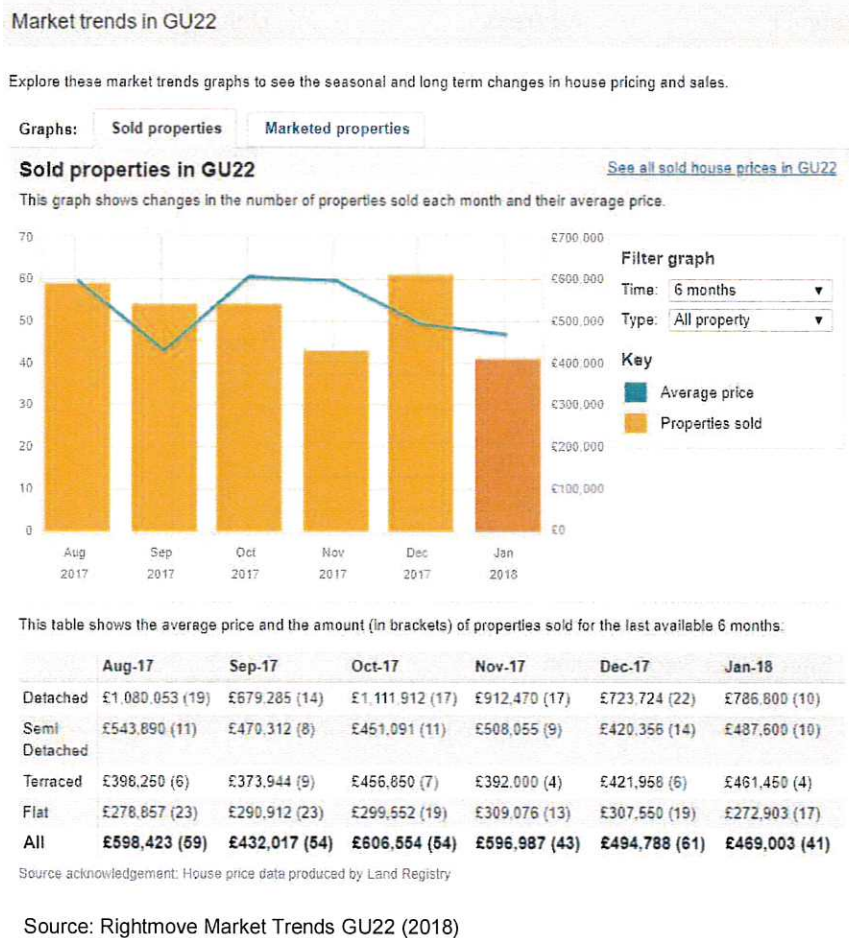 Market trends in GU22
Explore these market trends graphs to see the seasonal and long term changes in house pricing and sales.
Graphs: Sold properties Marketed properties
Sold properties in GU22 See all sold house prices in GU22
This graph shows changes in the number of properties sold each month and their average price.
70 £700,000
60 £600,000
50 £500,000
40 £400,000
30 £300,000
20 £200,000
10 £100,000
0 £0
Aug Sep Oct Nov Dec Jan
2017 2017 2017 2017 2017 2018
Filter graph
Time: 6 months
Type: All property
Key
Average price
Properties sold
This table shows the average price and the amount (in brackets) of properties sold for the last available 6 months:
Aug-17 Sep-17 Oct-17 Nov-17 Dec-17 Jan-18
Detached £1,080,053 (19) £679,285 (14) £1,111,912 (17) £912,470 (17) £723,724 (22) £786,800 (10)
Semi £543,890 (11) £470,312 (8) £451,091 (11) £508,055 (9) £420,356 (14) £487,600 (10)
Detached
Terraced £398,250 (6) £373,944 (9) £456,850 (7) £392,000 (4) £421,958 (6) £461,450 (4)
Flat £278,857 (23) £290,912 (23) £299,552 (19) £309,076 (13) £307,550 (19) £272,903 (17)
All £598,423 (59) £432,017 (54) £606,554 (54) £596,987 (43) £494,788 (61) £469,003 (41)
Source acknowledgement: House price data produced by Land Registry
Source: Rightmove Market Trends GU22 (2018)